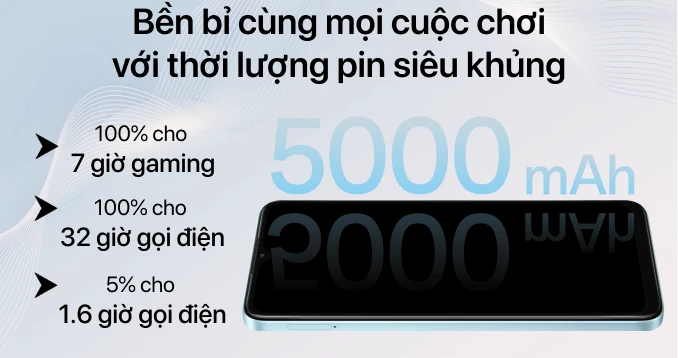 Bền bỉ cùng mọi cuộc chơi
với thời lượng pin siêu khủng
100% cho
7 giờ gaming
100% cho
32 giờ gọi điện
5% cho
1.6 giờ gọi điện
5000 mAh